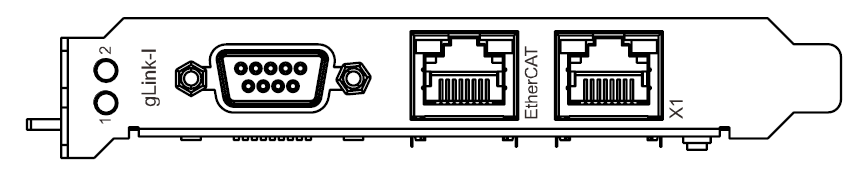 2
1
gLink-I
EtherCAT
X1